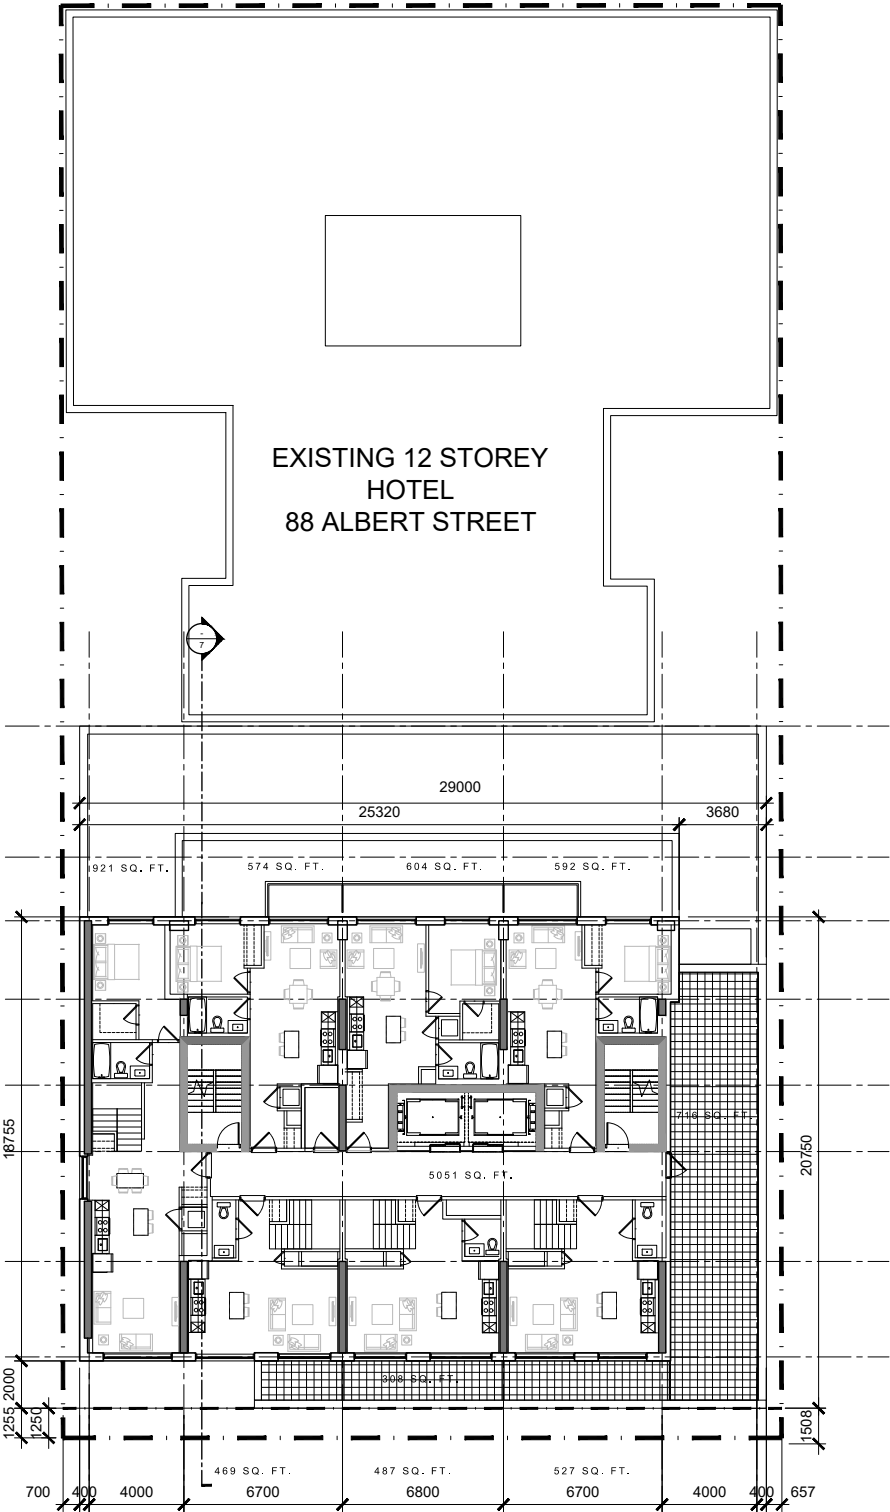 EXISTING 12 STOREY
HOTEL
88 ALBERT STREET
-
7
29000
25320
3680
921 SQ. FT.
574 SQ. FT.
604 SQ. FT.
592 SQ. FT.
18755
716 SQ. FT.
20750
5051 SQ. FT.
2000
308 SQ. FT.
1255
1250
1508
469 SQ. FT.
487 SQ. FT.
527 SQ. FT.
700
400
4000
6700
6800
6700
4000
400
657